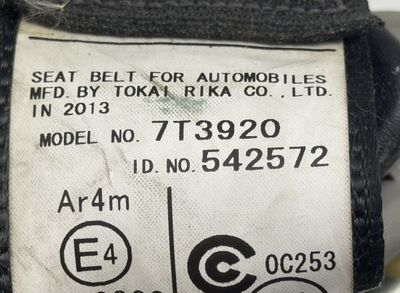 SEAT BELT FOR AUTOMOBILES
MFD. BY TOKAI RIKA CO.,LTD.
IN 2013
MODEL NO. 7T3920
ID. NO. 542572
Ar4m
E4
OC253